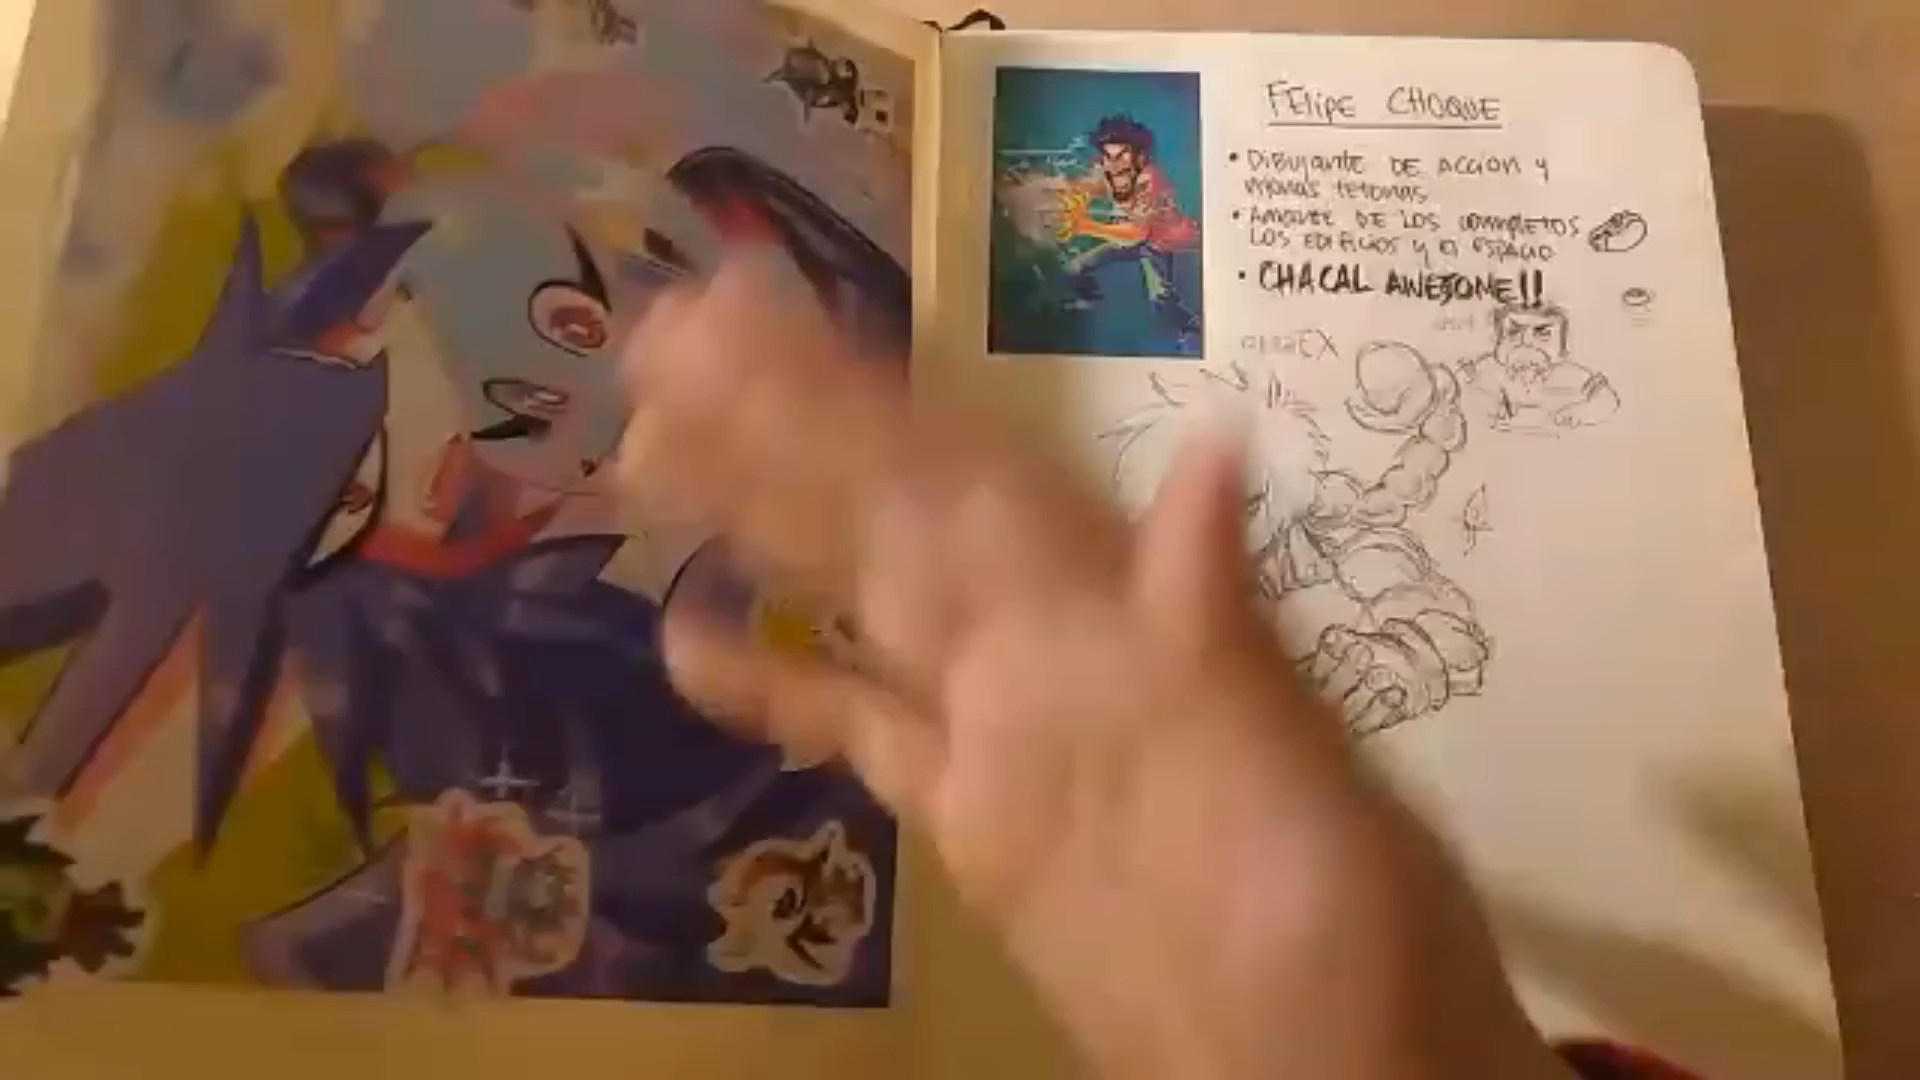 FELIPE CHOQUE
• DIBUJANTE DE ACCION Y
MONAS TETONAS
• AMANTE DE LOS COMPLETOS
LOS EDIFICIOS Y EL ESPACIO
• CHACAL AWESOME!!